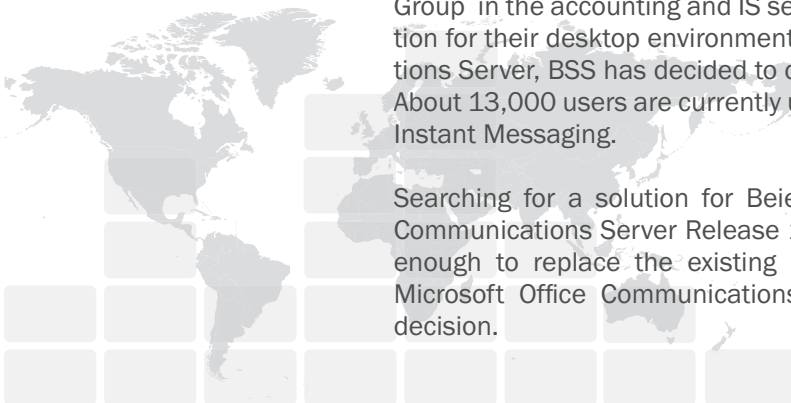 Group in the accounting and IS se
tion for their desktop environment
tions Server, BSS has decided to
About 13,000 users are currently
Instant Messaging.
Searching for a solution for Beie
Communications Server Release
enough to replace the existing
Microsoft Office Communications
decision.